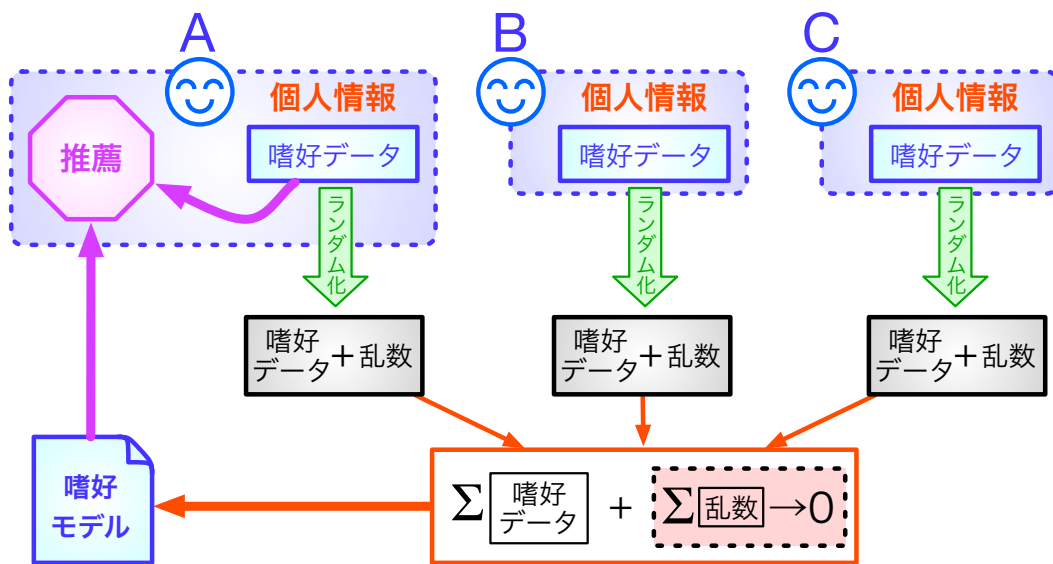 A
B
C
個人情報
個人情報
個人情報
推薦
嗜好データ
嗜好データ
嗜好データ
ランダム化
ランダム化
ランダム化
嗜好
データ+乱数
嗜好
データ+乱数
嗜好
データ+乱数
嗜好
モデル
Σ 嗜好
データ
+
Σ 乱数→0